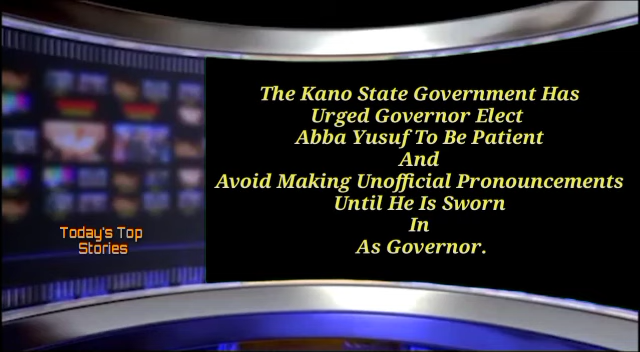 The Kano State Government Has
Urged Governor Elect
Abba Yusuf To Be Patient
And
Avoid Making Unofficial Pronouncements
Until He Is Sworn
In
As Governor.
Today's Top
Stories